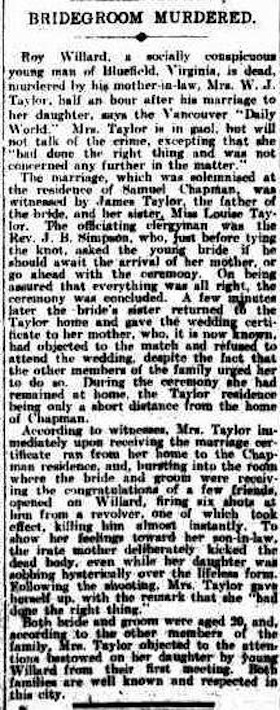 BRIDEGROOM MURDERED.
Roy Willard, a socially conspicuous
young man of Bluefield, Virginia, is dead,
murdered by his mother-in-law, Mrs. W. J.
Taylor, half an hour after his marriage to
her daughter, says the Vancouver "Daily
World." Mrs. Taylor is in gaol, but will
not talk of the crime, excepting that she
"had done the right thing and was not
concerned any further in the matter."
The marriage, which was solemnised at
the residence of Samuel Chapman, was
witnessed by James Taylor, the father of
the bride, and her sister, Miss Louise Tay-
lor. The officiating clergyman was the
Rev. J. B. Simpson, who, just before tying
the knot, asked the young bride if he
should await the arrival of her mother, or
go ahead with the ceremony. On being
assured that everything was all right, the
ceremony was concluded. A few minutes
later the bride's sister returned to the
Taylor home and gave the wedding certi-
ficate to her mother, who, it is now known,
had objected to the match and refused to
attend the wedding, despite the fact that
the other members of the family urged her
to do so. During the ceremony she had
remained at home, the Taylor residence
being only a short distance from the home
of Chapman.
According to witnesses, Mrs. Taylor im-
mediately upon receiving the marriage cer-
tificate ran from her home to the Chap-
man residence, and, bursting into the room
where the bride and groom were receiv-
ing the congratulations of a few friends,
opened on Willard, firing six shots at
him from a revolver, one of which took
effect, killing him almost instantly. To
show her feelings toward her son-in-law,
the irate mother deliberately kicked the
dead body, even while her daughter was
sobbing hysterically over the lifeless form.
Following the shooting, Mrs. Taylor gave
herself up, with the remark that she "had
done the right thing."
Both bride and groom were aged 20, and,
according to the other members of the
family, Mrs. Taylor objected to the atten-
tions bestowed on her daughter by young
Willard from their first meeting. Both
families are well known and respected in
this city.